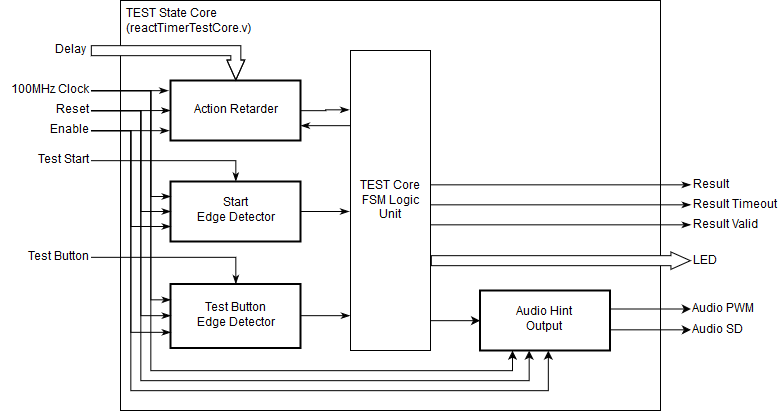 TEST State Core
(reactTimerTestCore.v)
Delay
100MHz Clock
Reset
Enable
Action Retarder
Test Start
Start
Edge Detector
TEST Core
FSM Logic
Unit
Result
Result Timeout
Result Valid
LED
Test Button
Test Button
Edge Detector
Audio Hint
Output
Audio PWM
Audio SD